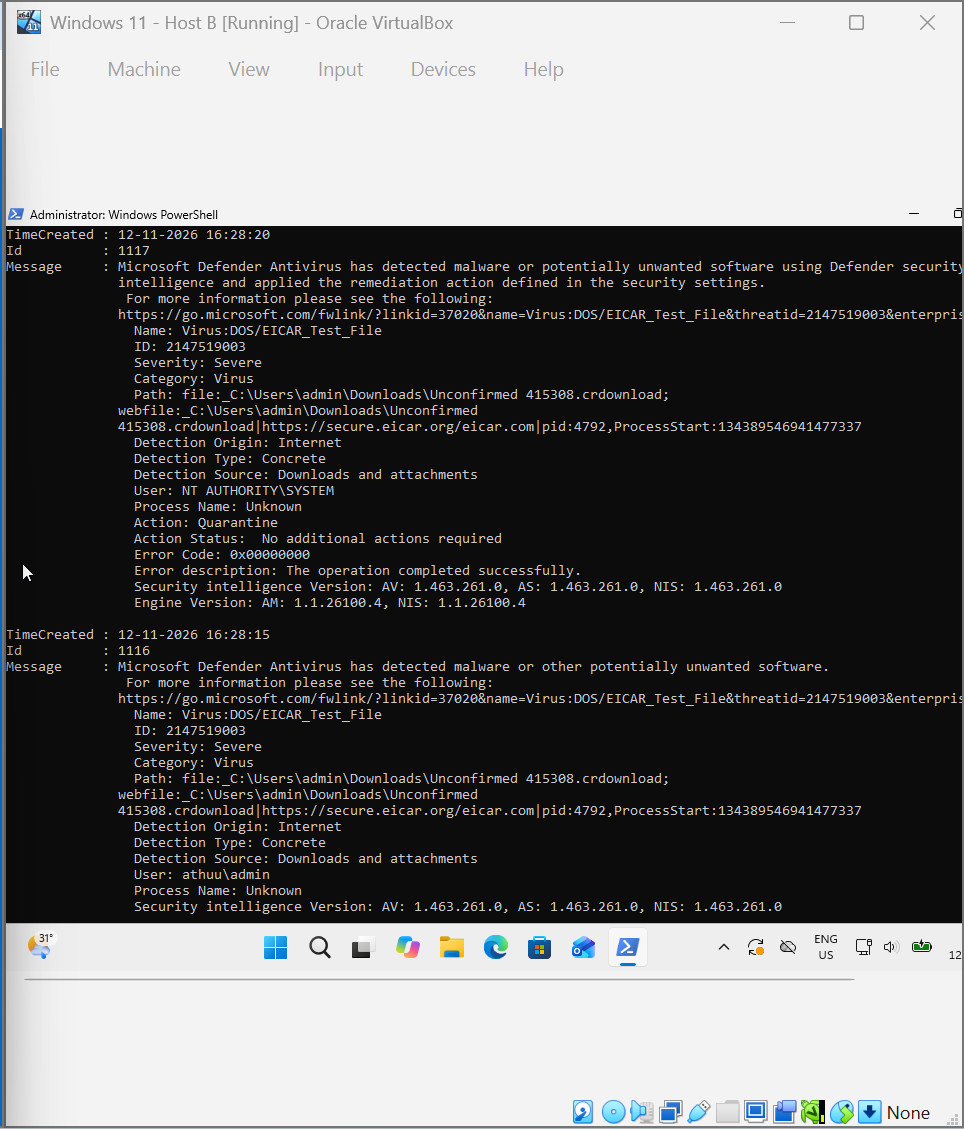 Windows 11 - Host B [Running] - Oracle VirtualBox
File Machine View Input Devices Help
Administrator: Windows PowerShell
TimeCreated : 12-11-2026 16:28:20
Id : 1117
Message : Microsoft Defender Antivirus has detected malware or potentially unwanted software using Defender security
intelligence and applied the remediation action defined in the security settings.
For more information please see the following:
https://go.microsoft.com/fwlink/?linkid=37020&name=Virus:DOS/EICAR_Test_File&threatid=2147519003&enterpris
Name: Virus:DOS/EICAR_Test_File
ID: 2147519003
Severity: Severe
Category: Virus
Path: file:_C:\Users\admin\Downloads\Unconfirmed 415308.crdownload;
webfile:_C:\Users\admin\Downloads\Unconfirmed
415308.crdownload|https://secure.eicar.org/eicar.com|pid:4792,ProcessStart:134389546941477337
Detection Origin: Internet
Detection Type: Concrete
Detection Source: Downloads and attachments
User: NT AUTHORITY\SYSTEM
Process Name: Unknown
Action: Quarantine
Action Status:  No additional actions required
Error Code: 0x00000000
Error description: The operation completed successfully.
Security intelligence Version: AV: 1.463.261.0, AS: 1.463.261.0, NIS: 1.463.261.0
Engine Version: AM: 1.1.26100.4, NIS: 1.1.26100.4
TimeCreated : 12-11-2026 16:28:15
Id : 1116
Message : Microsoft Defender Antivirus has detected malware or other potentially unwanted software.
For more information please see the following:
https://go.microsoft.com/fwlink/?linkid=37020&name=Virus:DOS/EICAR_Test_File&threatid=2147519003&enterpris
Name: Virus:DOS/EICAR_Test_File
ID: 2147519003
Severity: Severe
Category: Virus
Path: file:_C:\Users\admin\Downloads\Unconfirmed 415308.crdownload;
webfile:_C:\Users\admin\Downloads\Unconfirmed
415308.crdownload|https://secure.eicar.org/eicar.com|pid:4792,ProcessStart:134389546941477337
Detection Origin: Internet
Detection Type: Concrete
Detection Source: Downloads and attachments
User: athuu\admin
Process Name: Unknown
Security intelligence Version: AV: 1.463.261.0, AS: 1.463.261.0, NIS: 1.463.261.0
31°
ENG
US
12
None